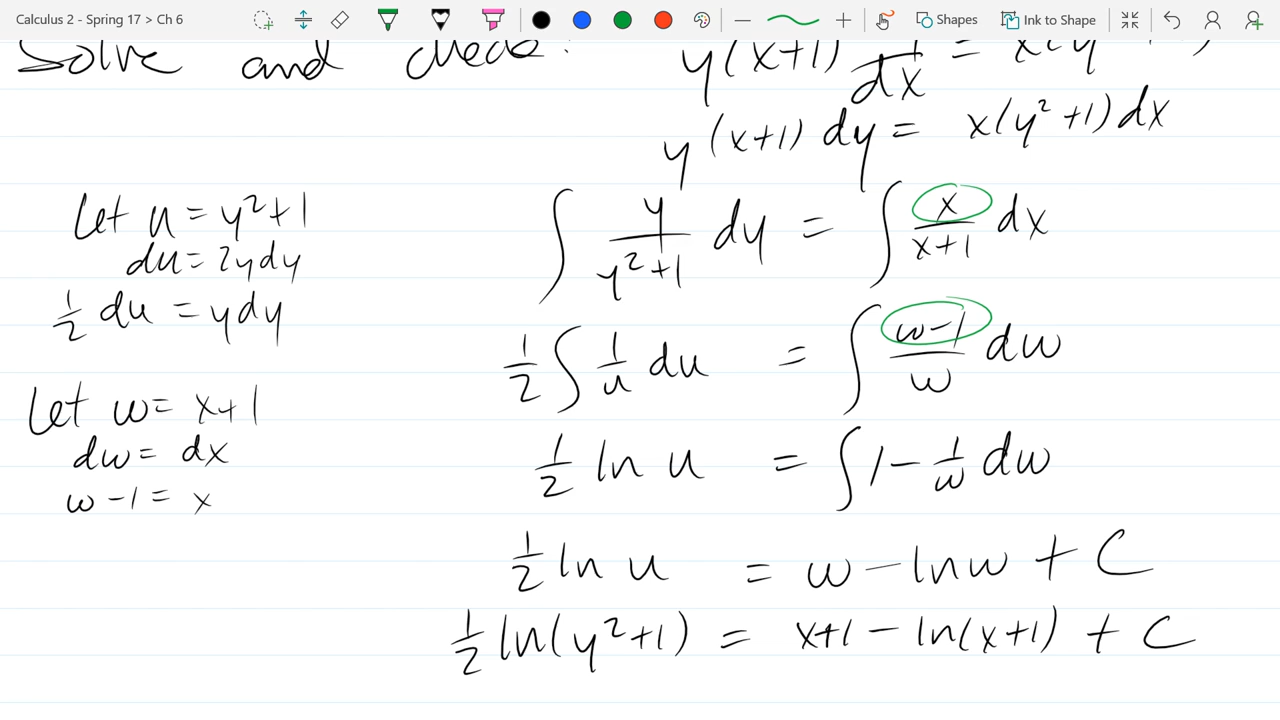 Calculus 2 - Spring 17 > Ch 6
Shapes
Ink to Shape
Solve and check:
y(x+1) dx =
y(x+1) dy = x(y²+1) dx
Let u = y²+1
du = 2y dy
½ du = y dy
∫ y/(y²+1) dy = ∫ x/(x+1) dx
½ ∫ 1/u du = ∫ (w-1)/w dw
Let w = x+1
dw = dx
w - 1 = x
½ ln u = ∫ 1 - 1/w dw
½ ln u = w - ln w + C
½ ln(y²+1) = x+1 - ln(x+1) + C